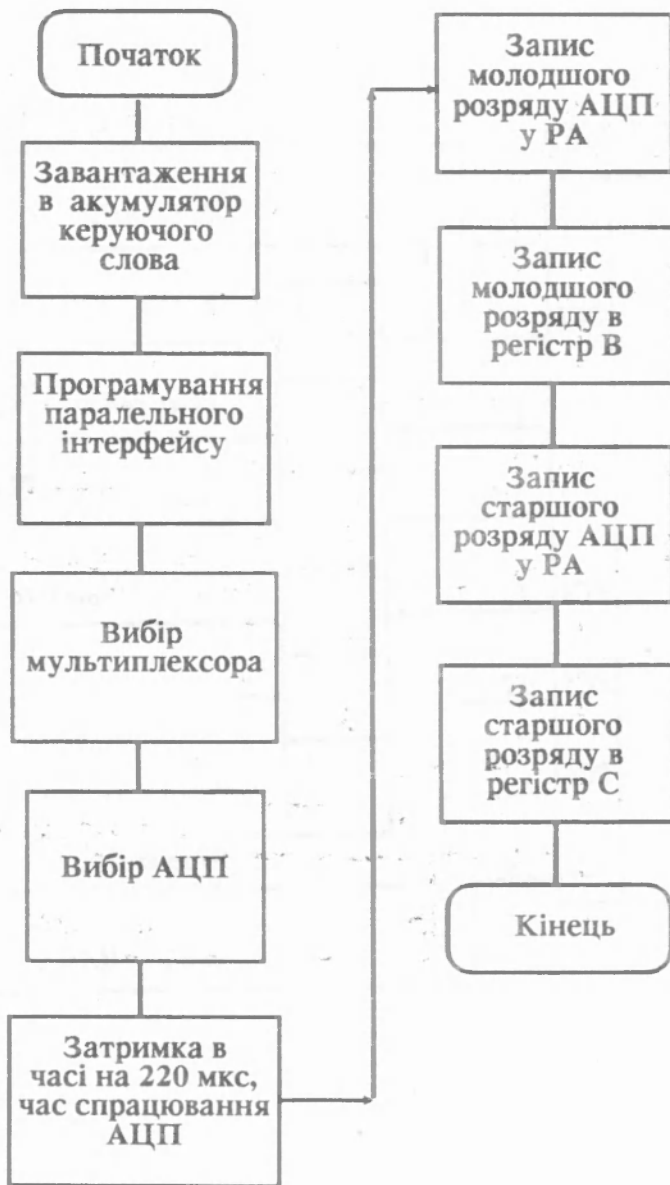 Початок
Завантаження
в акумулятор
керуючого
слова
Програмування
паралельного
інтерфейсу
Вибір
мультиплексора
Вибір АЦП
Затримка в
часі на 220 мкс,
час спрацювання
АЦП
Запис
молодшого
розряду АЦП
у РА
Запис
молодшого
розряду в
регістр В
Запис
старшого
розряду АЦП
у РА
Запис
старшого
розряду в
регістр С
Кінець